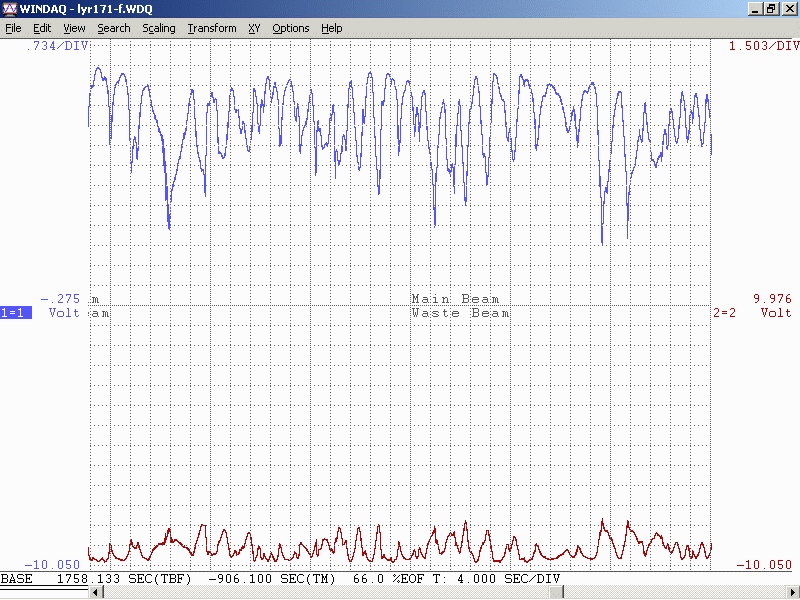 WINDAQ - lyr171-f.WDQ
File Edit View Search Scaling Transform XY Options Help
.734/DIV 1.503/DIV
-.275 m Main Beam 9.976
1=1 Volt am Waste Beam 2=2 Volt
-10.050 -10.050
BASE 1758.133 SEC(TBF) -906.100 SEC(TM) 66.0 %EOF T: 4.000 SEC/DIV